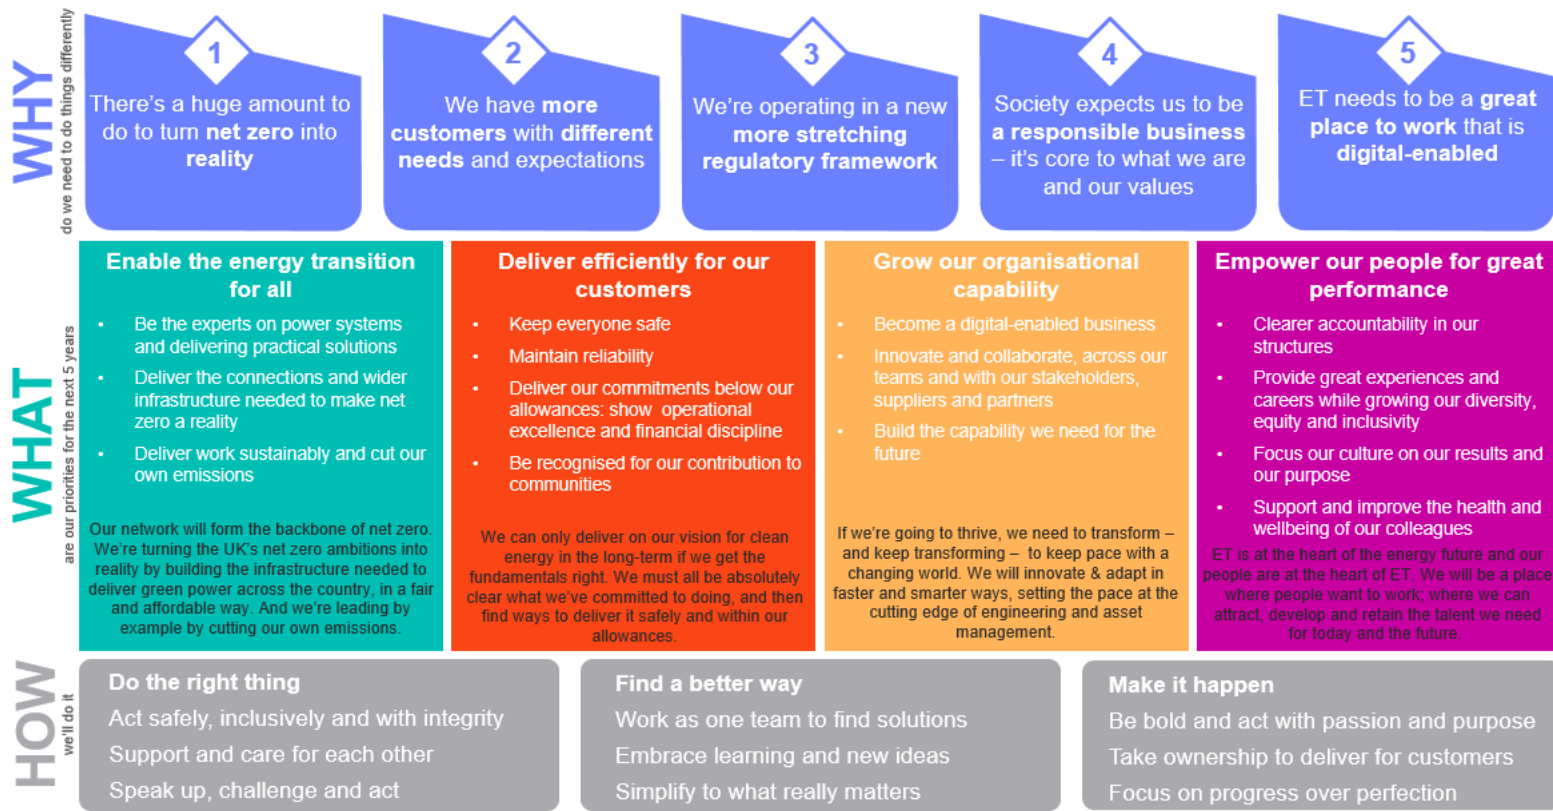 WHY
do we need to do things differently
1
There's a huge amount to
do to turn net zero into
reality
2
We have more
customers with different
needs and expectations
3
We're operating in a new
more stretching
regulatory framework
4
Society expects us to be
a responsible business
– it's core to what we are
and our values
5
ET needs to be a great
place to work that is
digital-enabled
WHAT
are our priorities for the next 5 years
Enable the energy transition
for all
• Be the experts on power systems
and delivering practical solutions
• Deliver the connections and wider
infrastructure needed to make net
zero a reality
• Deliver work sustainably and cut our
own emissions
Our network will form the backbone of net zero.
We're turning the UK's net zero ambitions into
reality by building the infrastructure needed to
deliver green power across the country, in a fair
and affordable way. And we're leading by
example by cutting our own emissions.
Deliver efficiently for our
customers
• Keep everyone safe
• Maintain reliability
• Deliver our commitments below our
allowances: show operational
excellence and financial discipline
• Be recognised for our contribution to
communities
We can only deliver on our vision for clean
energy in the long-term if we get the
fundamentals right. We must all be absolutely
clear what we've committed to doing, and then
find ways to deliver it safely and within our
allowances.
Grow our organisational
capability
• Become a digital-enabled business
• Innovate and collaborate, across our
teams and with our stakeholders,
suppliers and partners
• Build the capability we need for the
future
If we're going to thrive, we need to transform –
and keep transforming – to keep pace with a
changing world. We will innovate & adapt in
faster and smarter ways, setting the pace at the
cutting edge of engineering and asset
management.
Empower our people for great
performance
• Clearer accountability in our
structures
• Provide great experiences and
careers while growing our diversity,
equity and inclusivity
• Focus our culture on our results and
our purpose
• Support and improve the health and
wellbeing of our colleagues
ET is at the heart of the energy future and our
people are at the heart of ET. We will be a place
where people want to work; where we can
attract, develop and retain the talent we need
for today and the future.
HOW
we'll do it
Do the right thing
Act safely, inclusively and with integrity
Support and care for each other
Speak up, challenge and act
Find a better way
Work as one team to find solutions
Embrace learning and new ideas
Simplify to what really matters
Make it happen
Be bold and act with passion and purpose
Take ownership to deliver for customers
Focus on progress over perfection